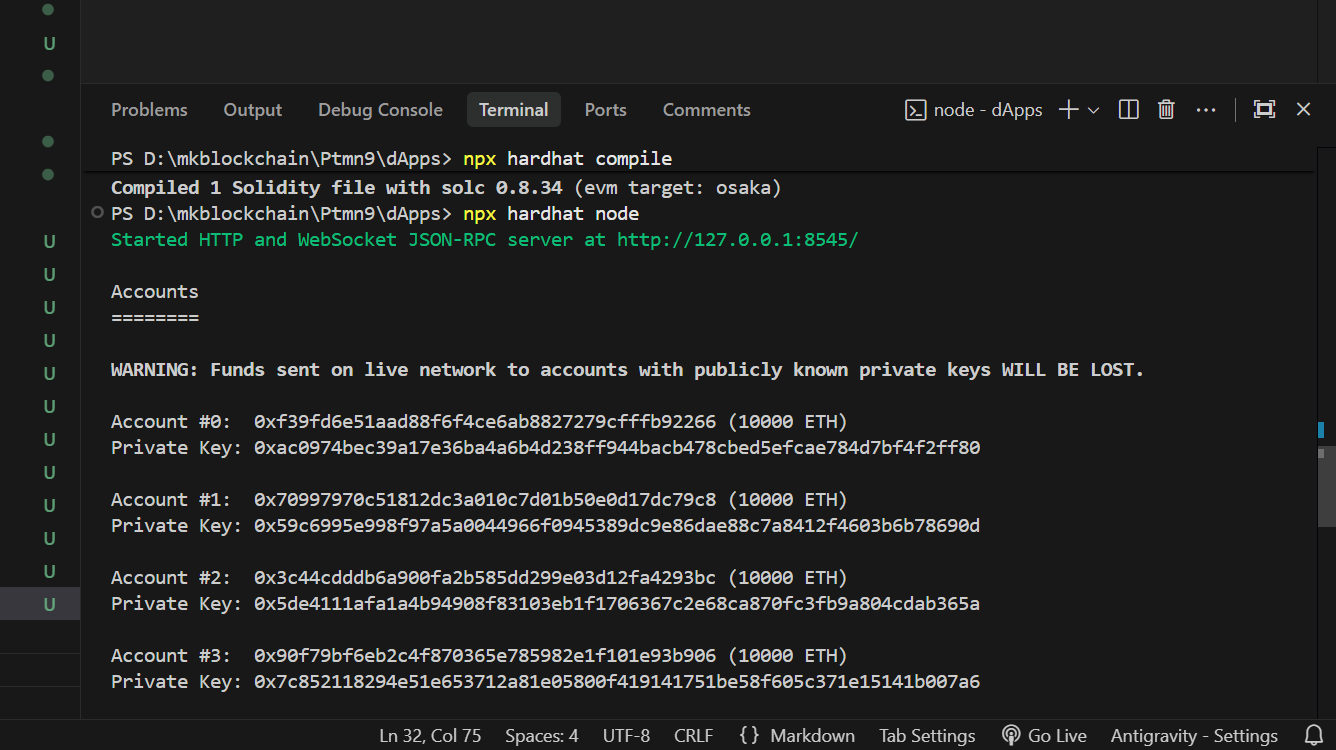 U
Problems Output Debug Console Terminal Ports Comments node - dApps
PS D:\mkblockchain\Ptmn9\dApps> npx hardhat compile
Compiled 1 Solidity file with solc 0.8.34 (evm target: osaka)
PS D:\mkblockchain\Ptmn9\dApps> npx hardhat node
Started HTTP and WebSocket JSON-RPC server at http://127.0.0.1:8545/
U
U
Accounts
========
U
U
WARNING: Funds sent on live network to accounts with publicly known private keys WILL BE LOST.
U
U
Account #0:  0xf39fd6e51aad88f6f4ce6ab8827279cfffb92266 (10000 ETH)
Private Key: 0xac0974bec39a17e36ba4a6b4d238ff944bacb478cbed5efcae784d7bf4f2ff80
U
U
Account #1:  0x70997970c51812dc3a010c7d01b50e0d17dc79c8 (10000 ETH)
Private Key: 0x59c6995e998f97a5a0044966f0945389dc9e86dae88c7a8412f4603b6b78690d
U
U
Account #2:  0x3c44cdddb6a900fa2b585dd299e03d12fa4293bc (10000 ETH)
Private Key: 0x5de4111afa1a4b94908f83103eb1f1706367c2e68ca870fc3fb9a804cdab365a
U
U
Account #3:  0x90f79bf6eb2c4f870365e785982e1f101e93b906 (10000 ETH)
Private Key: 0x7c852118294e51e653712a81e05800f419141751be58f605c371e15141b007a6
Ln 32, Col 75 Spaces: 4 UTF-8 CRLF {} Markdown Tab Settings Go Live Antigravity - Settings